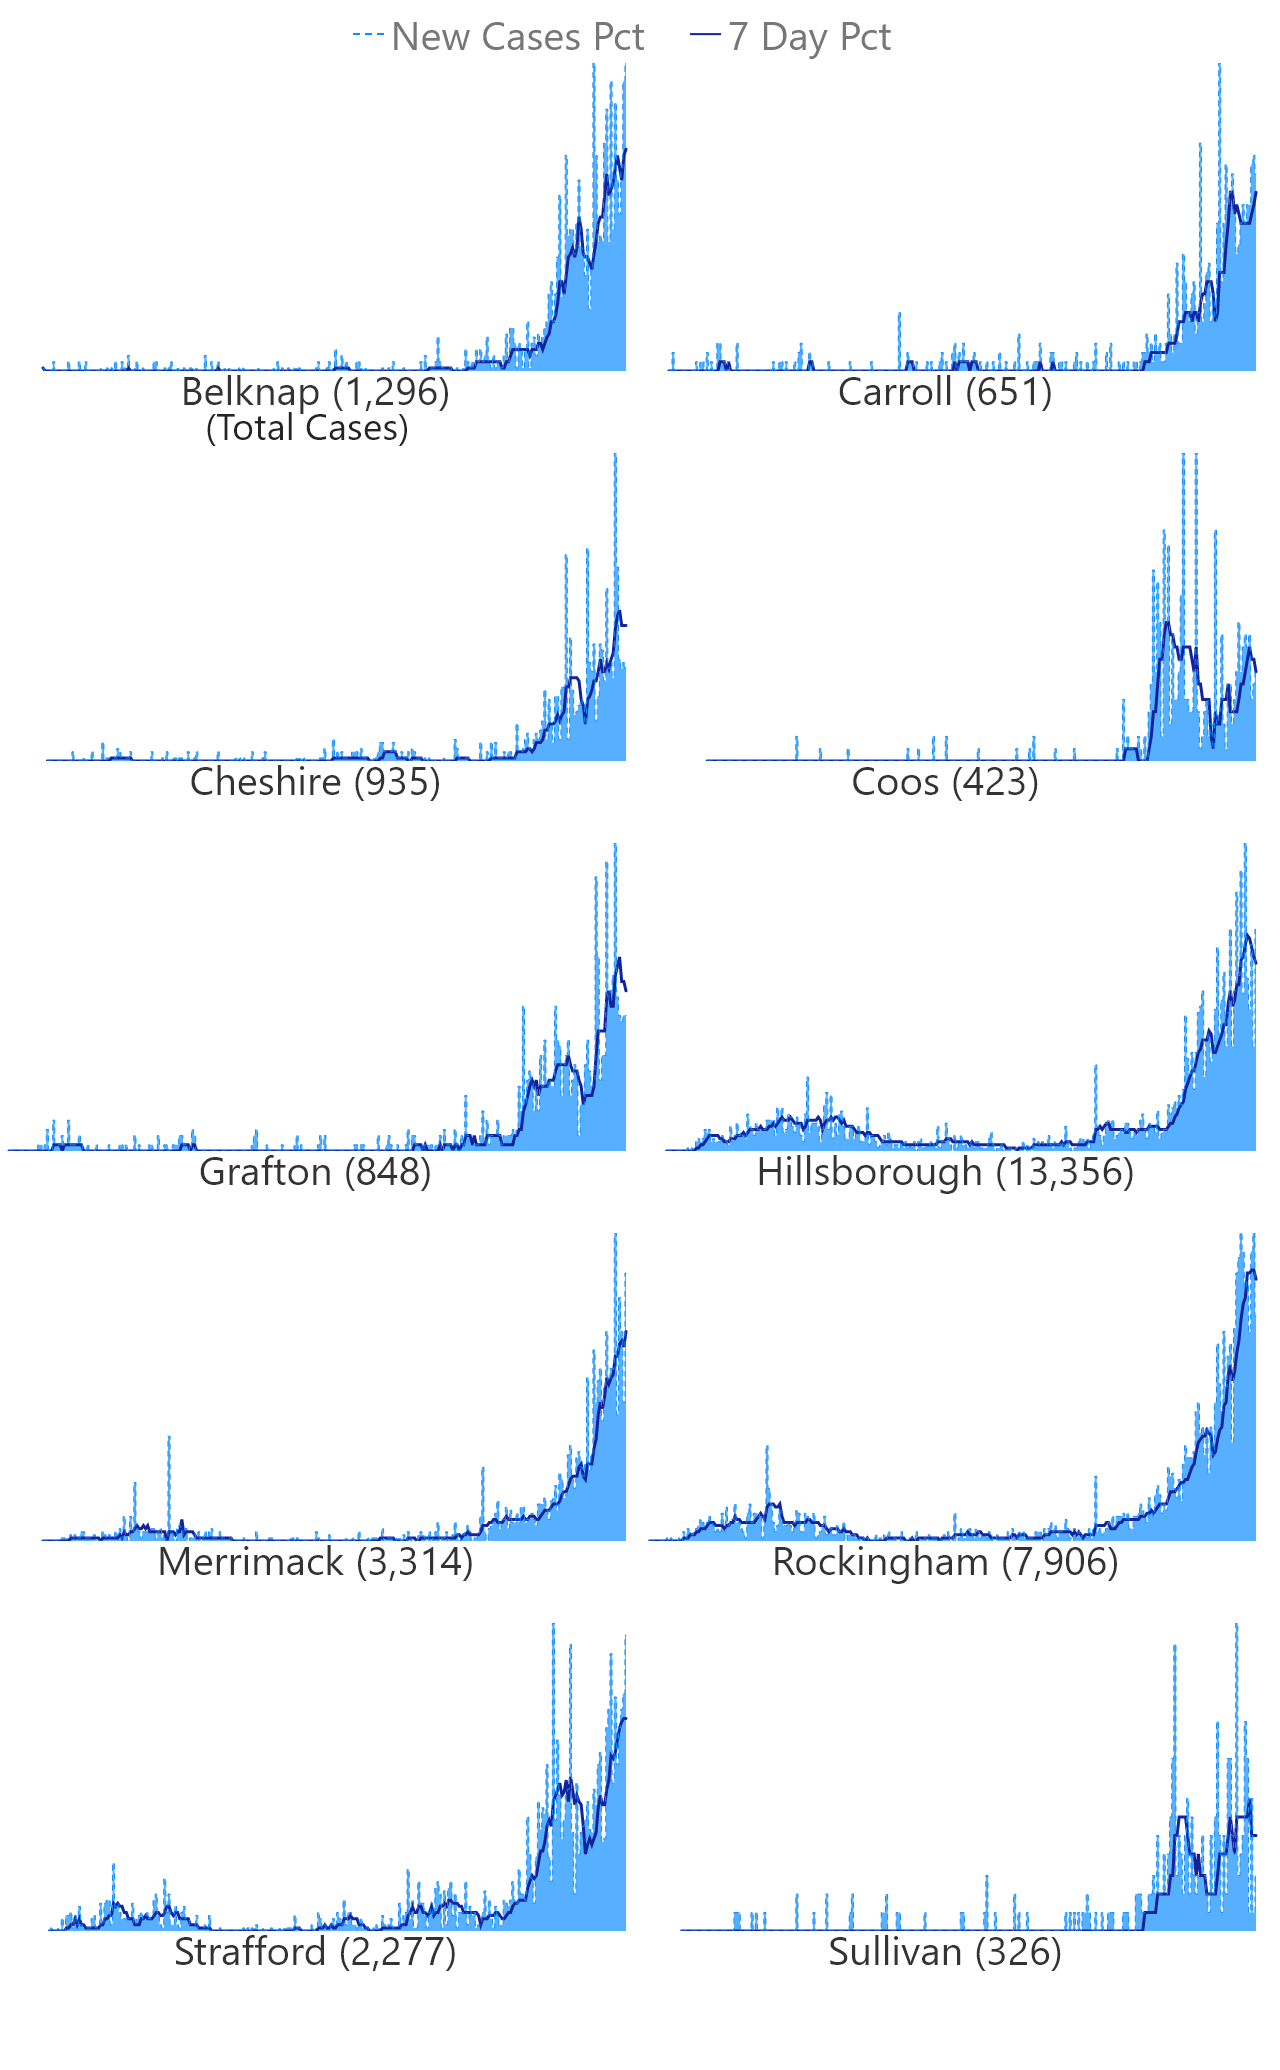 New Cases Pct 7 Day Pct
Belknap (1,296) Carroll (651)
(Total Cases)
Cheshire (935) Coos (423)
Grafton (848) Hillsborough (13,356)
Merrimack (3,314) Rockingham (7,906)
Strafford (2,277) Sullivan (326)